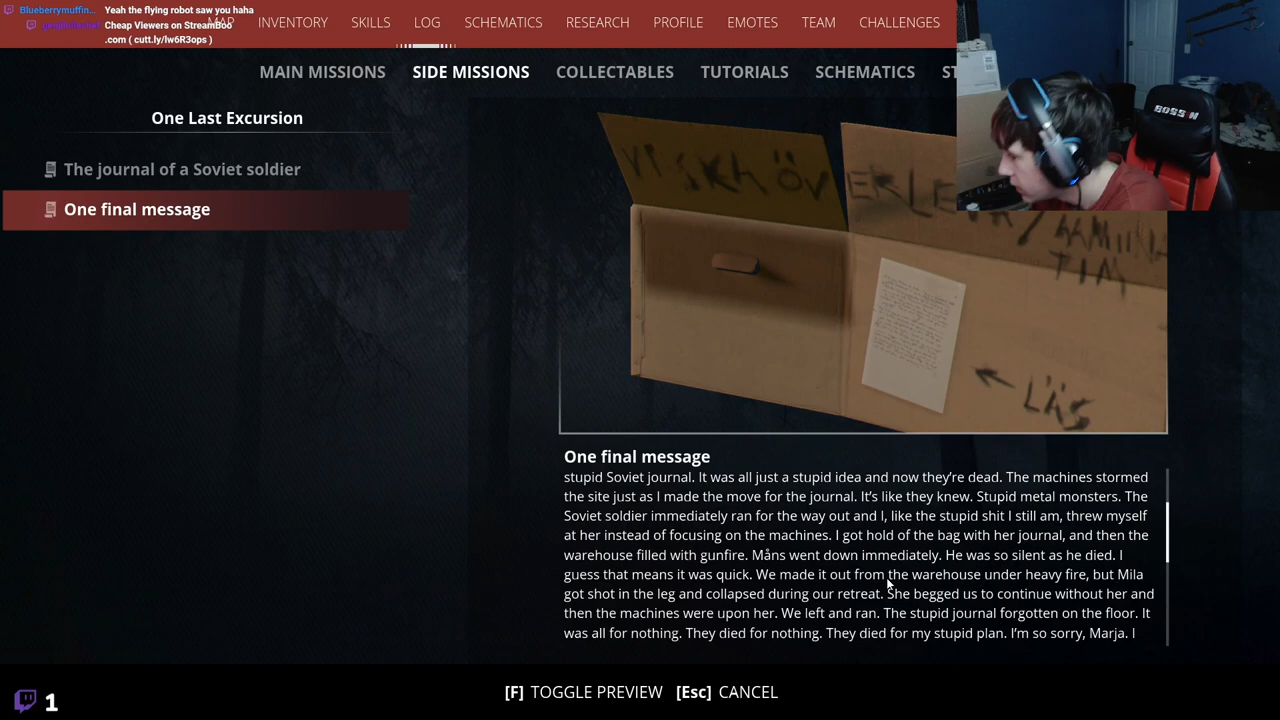 Blueberrymuffin... Yeah the flying robot saw you haha
Cheap Viewers on StreamBoo
.com ( cutt.ly/lw6R3ops )
MAP INVENTORY SKILLS LOG SCHEMATICS RESEARCH PROFILE EMOTES TEAM CHALLENGES
MAIN MISSIONS SIDE MISSIONS COLLECTABLES TUTORIALS SCHEMATICS ST
One Last Excursion
The journal of a Soviet soldier
One final message
VI SKA ÖVERLEVA
TIM
LÄS
BOSSIN
One final message
stupid Soviet journal. It was all just a stupid idea and now they're dead. The machines stormed
the site just as I made the move for the journal. It's like they knew. Stupid metal monsters. The
Soviet soldier immediately ran for the way out and I, like the stupid shit I still am, threw myself
at her instead of focusing on the machines. I got hold of the bag with her journal, and then the
warehouse filled with gunfire. Måns went down immediately. He was so silent as he died. I
guess that means it was quick. We made it out from the warehouse under heavy fire, but Mila
got shot in the leg and collapsed during our retreat. She begged us to continue without her and
then the machines were upon her. We left and ran. The stupid journal forgotten on the floor. It
was all for nothing. They died for nothing. They died for my stupid plan. I'm so sorry, Marja. I
[F] TOGGLE PREVIEW [Esc] CANCEL
1